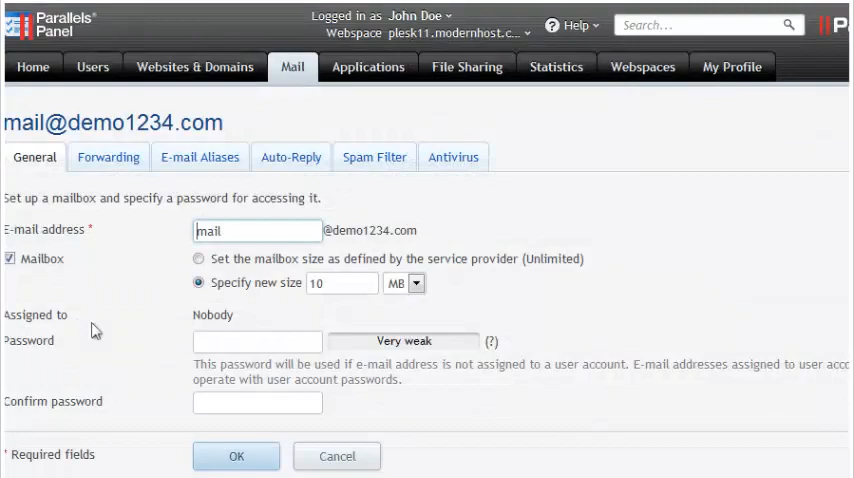 Parallels®
Panel
Logged in as John Doe
Webspace plesk11.modernhost.c...
Help
Search...
Home Users Websites & Domains Mail Applications File Sharing Statistics Webspaces My Profile
mail@demo1234.com
General Forwarding E-mail Aliases Auto-Reply Spam Filter Antivirus
Set up a mailbox and specify a password for accessing it.
E-mail address * mail @demo1234.com
Mailbox Set the mailbox size as defined by the service provider (Unlimited)
Specify new size 10 MB
Assigned to Nobody
Password Very weak (?)
This password will be used if e-mail address is not assigned to a user account. E-mail addresses assigned to user acco
operate with user account passwords.
Confirm password
* Required fields OK Cancel